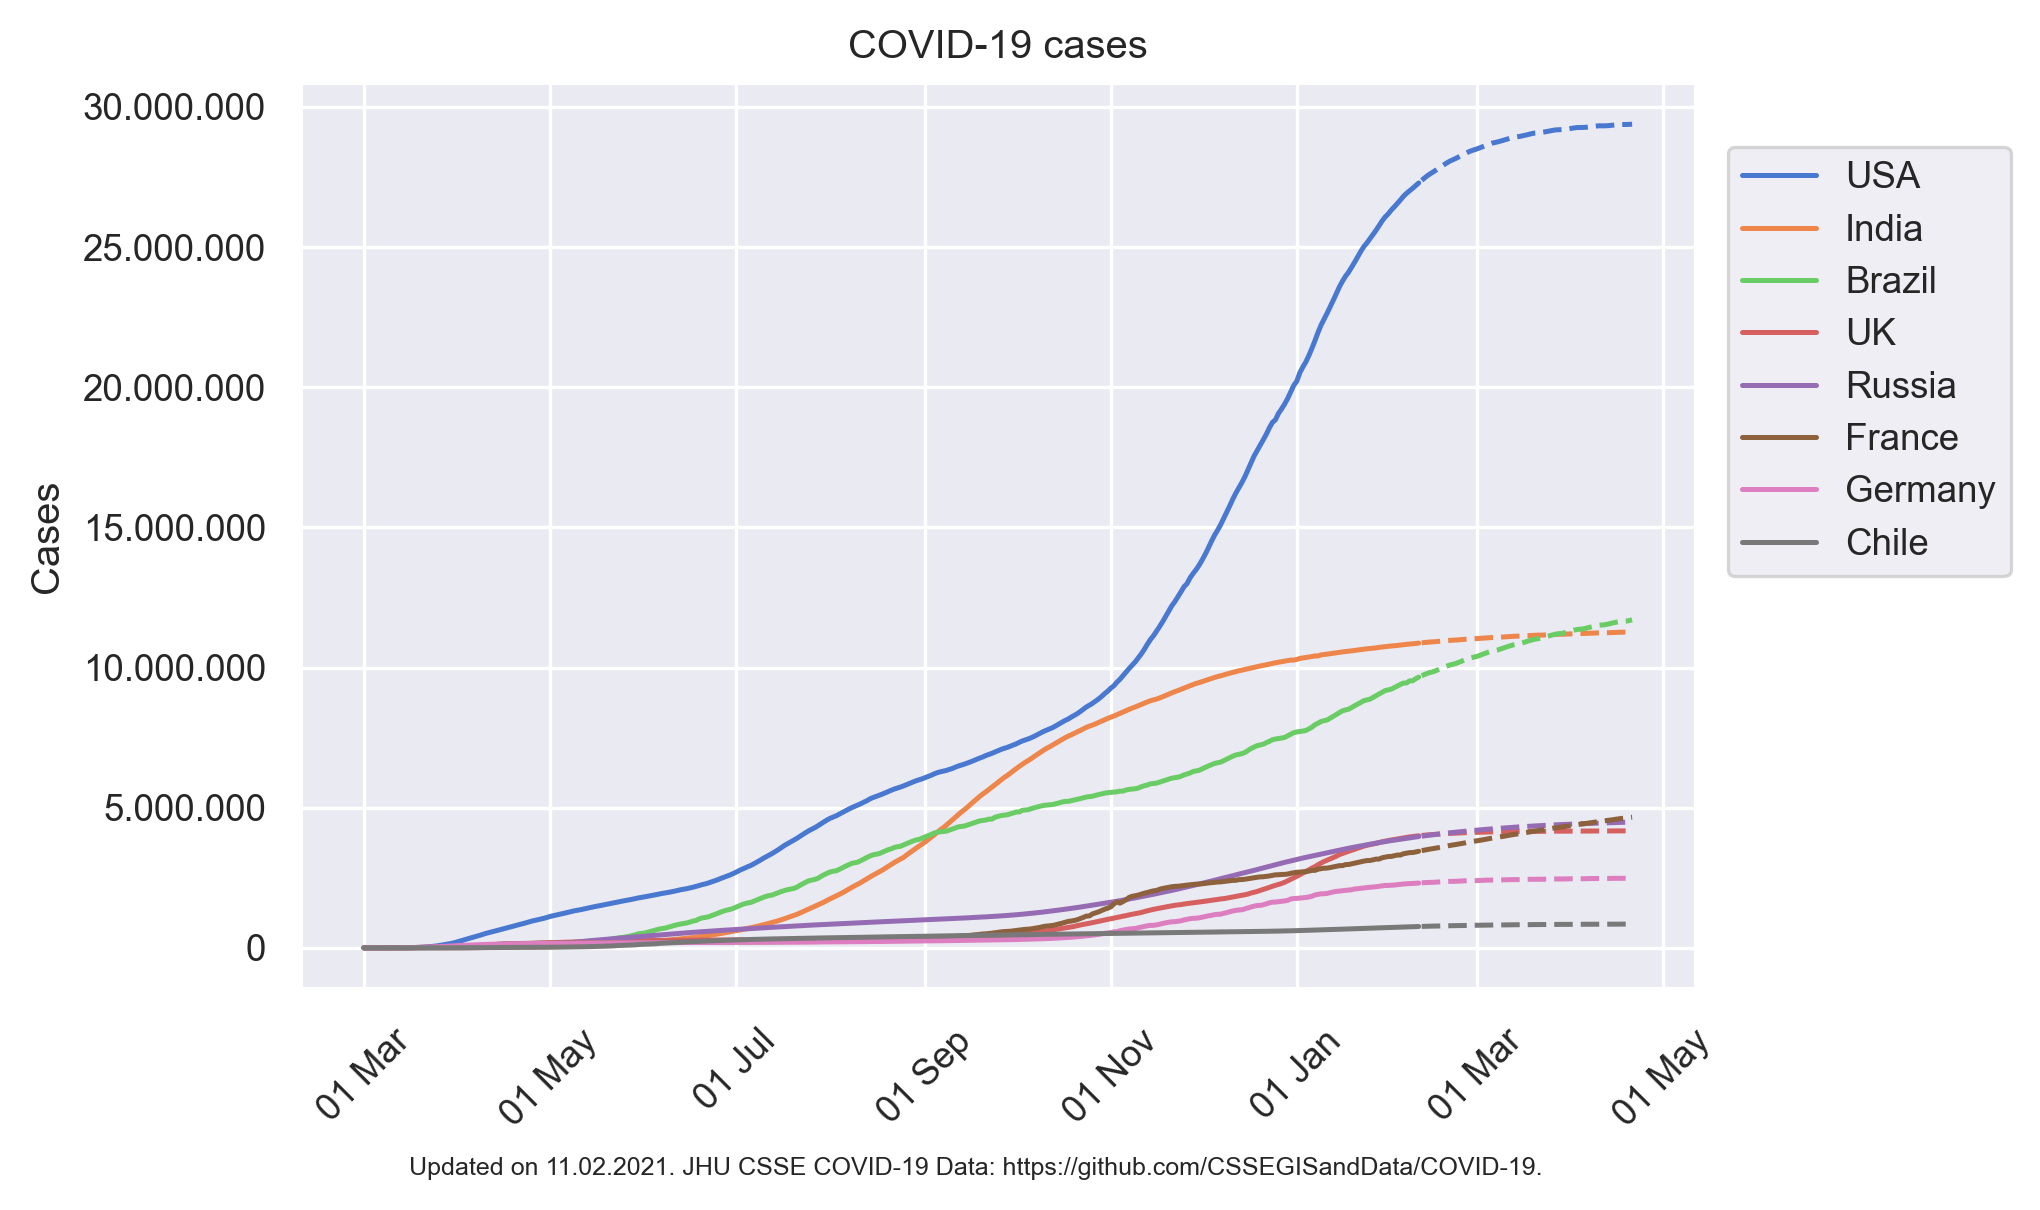 COVID-19 cases
30.000.000
25.000.000
20.000.000
15.000.000
10.000.000
5.000.000
0
Cases
USA
India
Brazil
UK
Russia
France
Germany
Chile
01 Mar
01 May
01 Jul
01 Sep
01 Nov
01 Jan
01 Mar
01 May
Updated on 11.02.2021. JHU CSSE COVID-19 Data: https://github.com/CSSEGISandData/COVID-19.